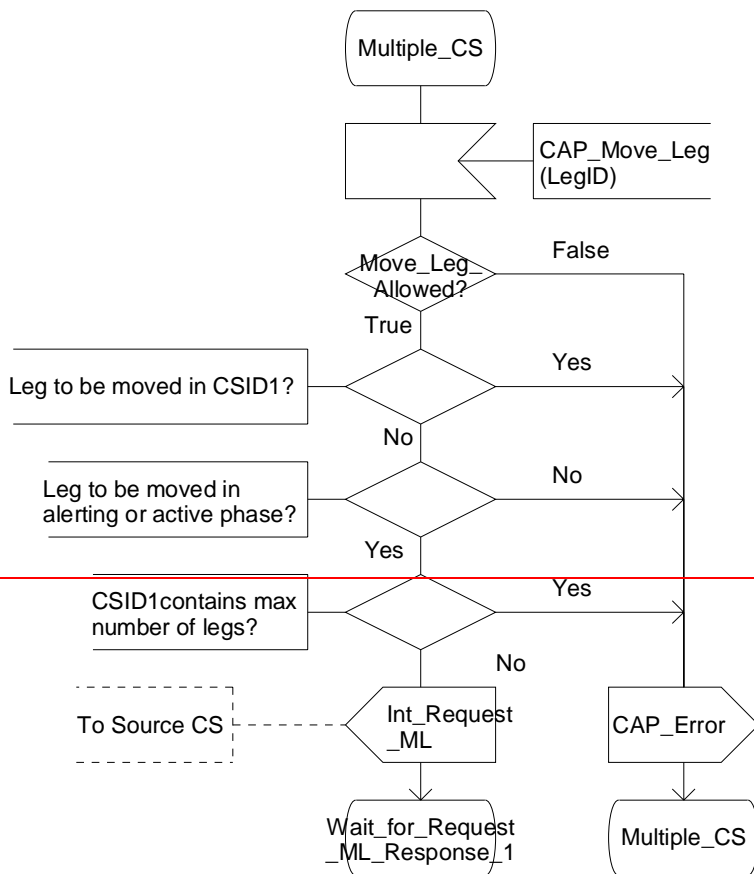 Multiple_CS
CAP_Move_Leg
(LegID)
Move_Leg_
Allowed?
False
True
Leg to be moved in CSID1?
Yes
No
Leg to be moved in
alerting or active phase?
No
Yes
CSID1contains max
number of legs?
Yes
No
To Source CS
Int_Request
_ML
CAP_Error
Wait_for_Request
_ML_Response_1
Multiple_CS